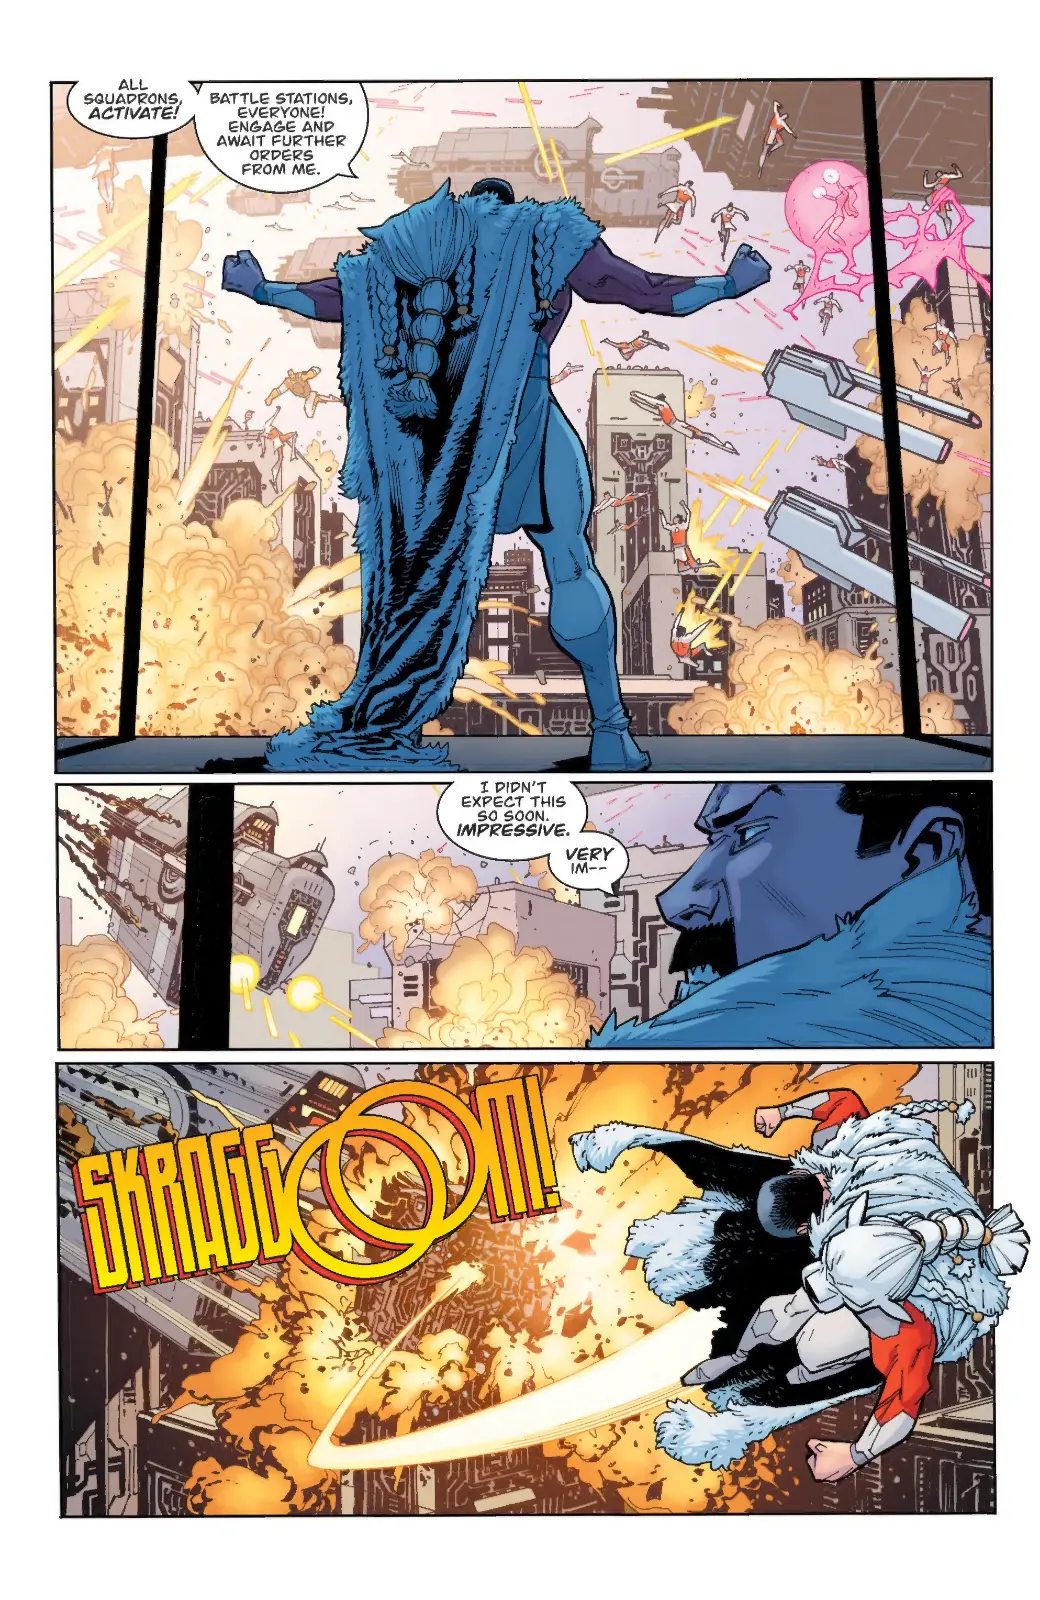 ALL
SQUADRONS,
ACTIVATE!
BATTLE STATIONS,
EVERYONE!
ENGAGE AND
AWAIT FURTHER
ORDERS
FROM ME.
I DIDN'T
EXPECT THIS
SO SOON.
IMPRESSIVE.
VERY
IM--
SKRAGGOOM!